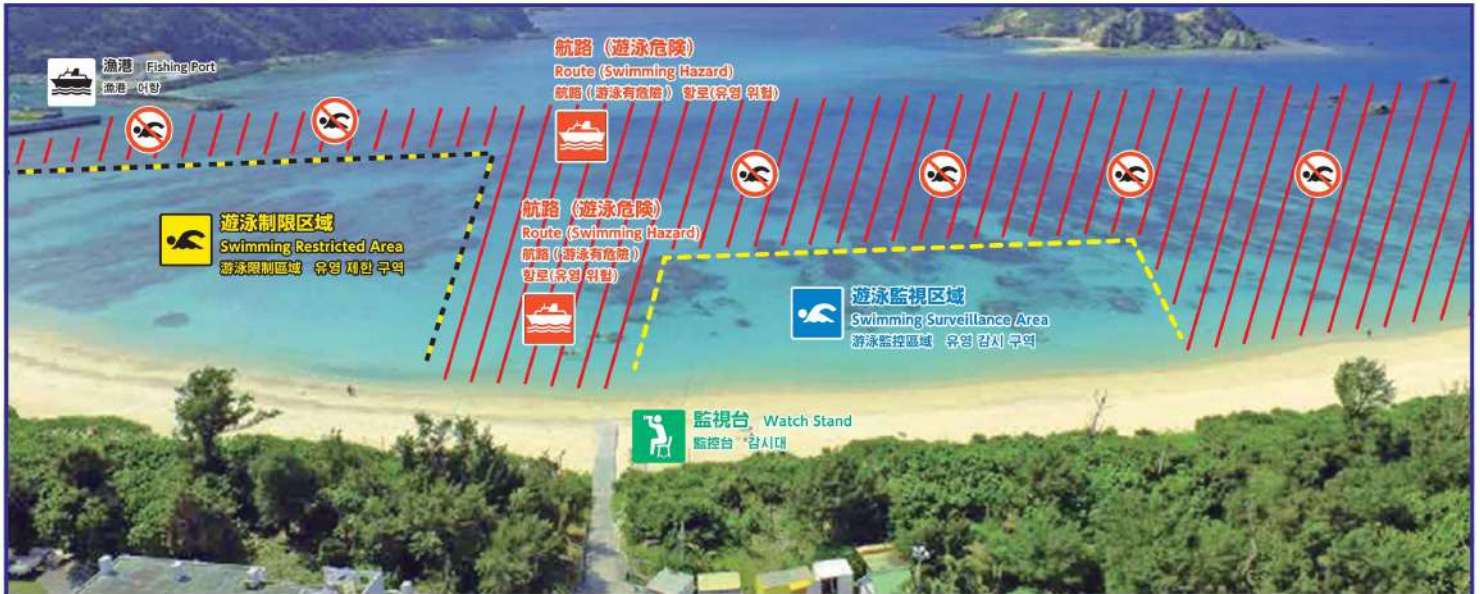 漁港 Fishing Port
漁港 어항
航路（遊泳危険）
Route (Swimming Hazard)
航路（游泳有危險） 항로(유영 위험)
航路（遊泳危険）
Route (Swimming Hazard)
航路（游泳有危險）
항로(유영 위험)
遊泳制限区域
Swimming Restricted Area
游泳限制區域 유영 제한 구역
遊泳監視区域
Swimming Surveillance Area
游泳監控區域 유영 감시 구역
監視台 Watch Stand
監控台 감시대